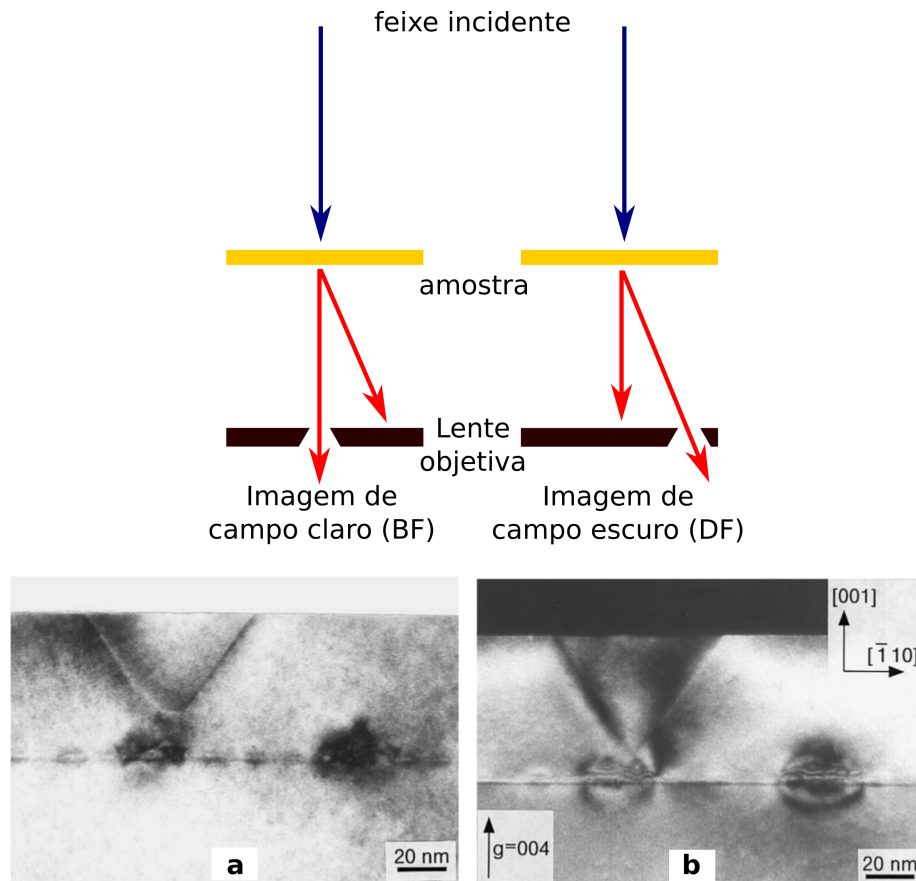 feixe incidente
amostra
Lente
objetiva
Imagem de
campo claro (BF)
Imagem de
campo escuro (DF)
[001]
[1̅10]
g=004
20 nm
a
b
20 nm